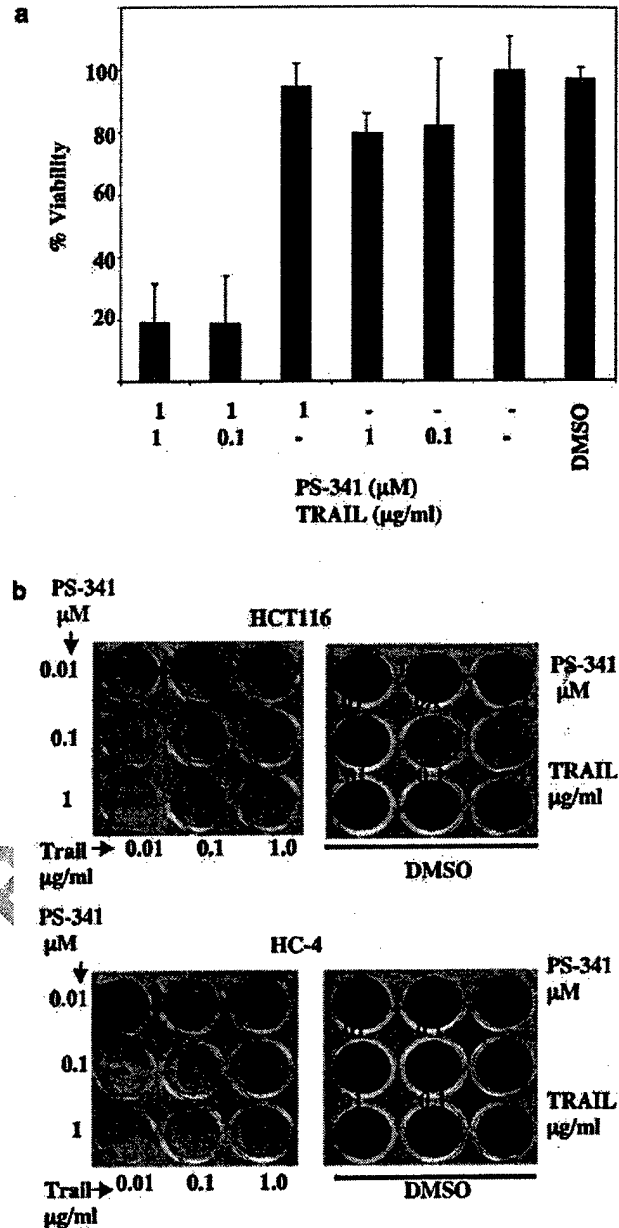 a
% Viability
100
80
60
40
20
1 1 1 - - -
1 0.1 - 1 0.1 - DMSO
PS-341 (µM)
TRAIL (µg/ml)
b
PS-341
µM
HCT116
0.01
0.1
1
Trail
µg/ml
0.01 0.1 1.0
PS-341
µM
TRAIL
µg/ml
DMSO
PS-341
µM
HC-4
0.01
0.1
1
Trail
µg/ml
0.01 0.1 1.0
PS-341
µM
TRAIL
µg/ml
DMSO